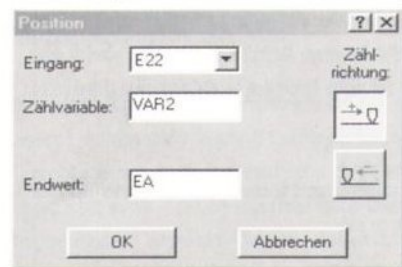 Position
Eingang: E22
Zähl-
richtung:
Zählvariable: VAR2
Endwert: EA
OK Abbrechen